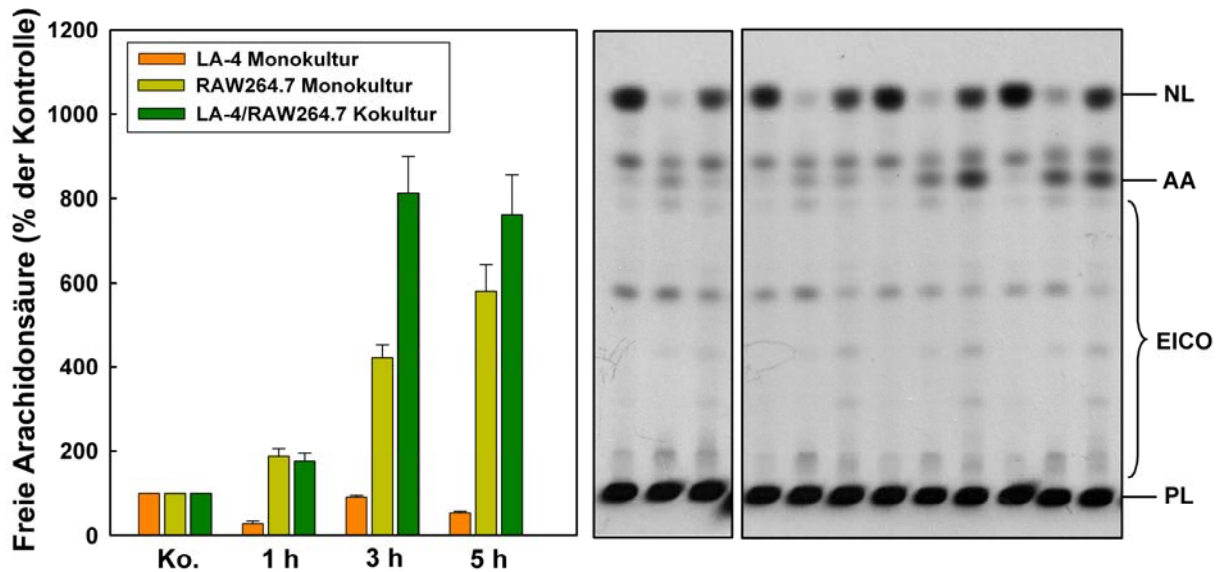 Freie Arachidonsäure (% der Kontrolle)
1200
1000
800
600
400
200
0
LA-4 Monokultur
RAW264.7 Monokultur
LA-4/RAW264.7 Kokultur
Ko.
1 h
3 h
5 h
NL
AA
EICO
PL